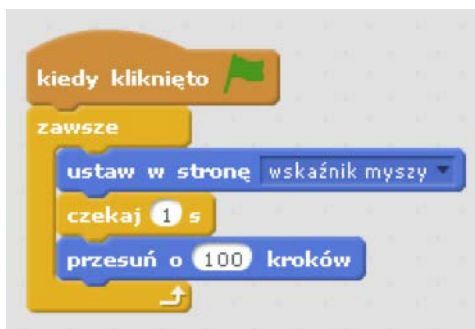 kiedy kliknięto
zawsze
ustaw w stronę wskaźnik myszy
czekaj 1 s
przesuń o 100 kroków